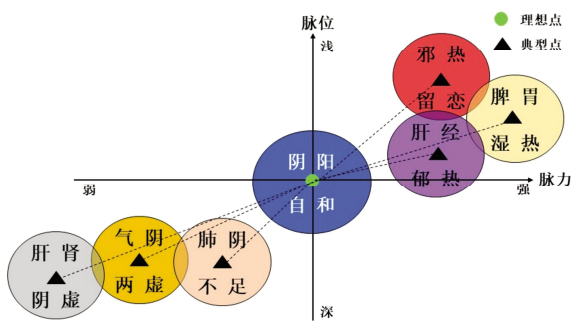 脉位
浅
理想点
典型点
邪热
留恋
脾胃
湿热
肝经
郁热
阴阳
自和
弱
强
脉力
肝肾
阴虚
气阴
两虚
肺阴
不足
深